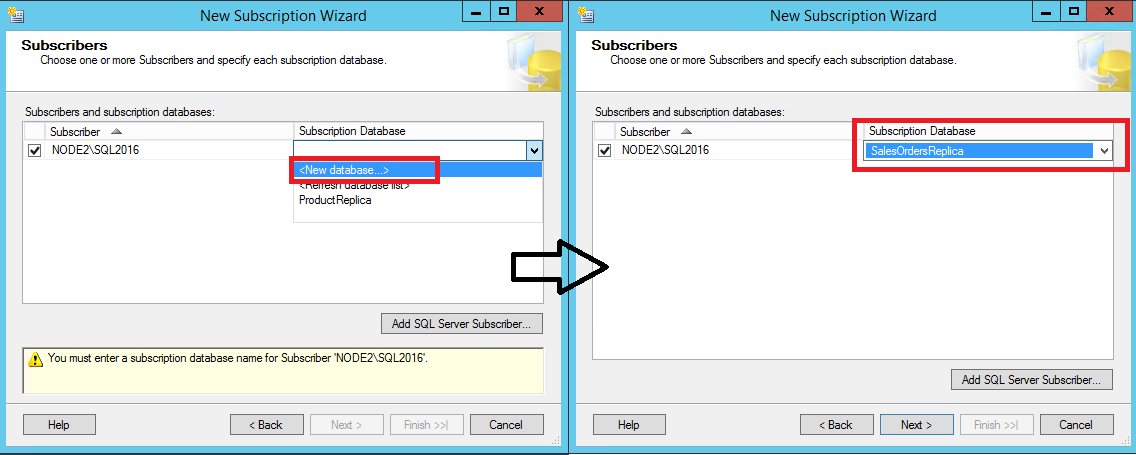 New Subscription Wizard
Subscribers
Choose one or more Subscribers and specify each subscription database.
Subscribers and subscription databases:
Subscriber Subscription Database
NODE2\SQL2016
<New database...>
<Refresh database list>
ProductReplica
Add SQL Server Subscriber...
You must enter a subscription database name for Subscriber 'NODE2\SQL2016'.
Help < Back Next > Finish >>| Cancel
New Subscription Wizard
Subscribers
Choose one or more Subscribers and specify each subscription database.
Subscribers and subscription databases:
Subscriber Subscription Database
NODE2\SQL2016 SalesOrdersReplica
Add SQL Server Subscriber...
Help < Back Next > Finish >>| Cancel